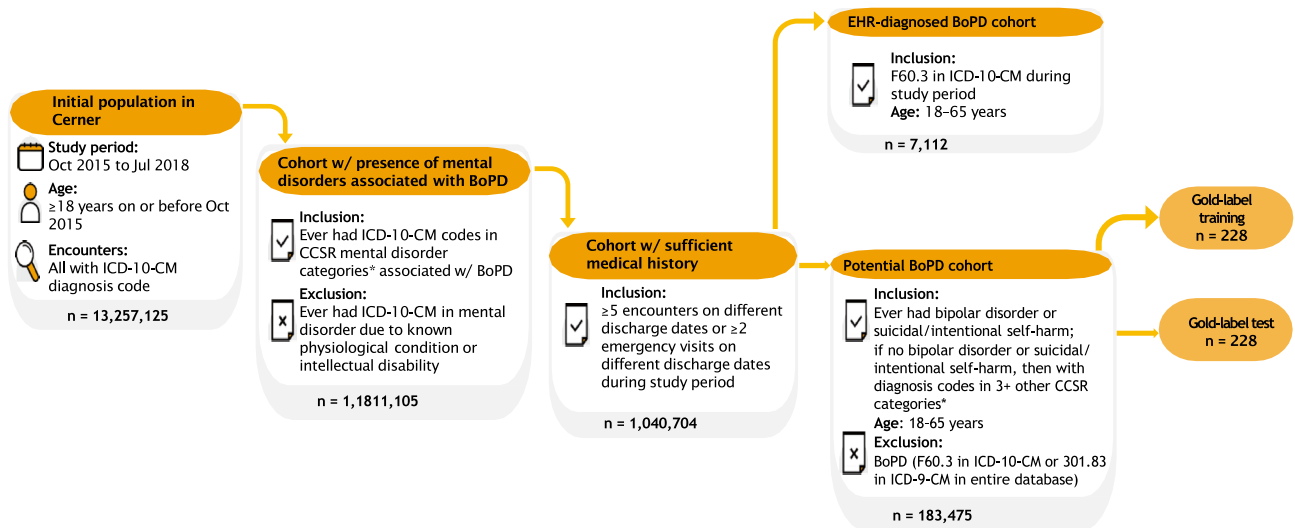 Initial population in
Cerner
Study period:
Oct 2015 to Jul 2018
Age:
≥18 years on or before Oct
2015
Encounters:
All with ICD-10-CM
diagnosis code
n = 13,257,125
Cohort w/ presence of mental
disorders associated with BoPD
Inclusion:
Ever had ICD-10-CM codes in
CCSR mental disorder
categories* associated w/ BoPD
Exclusion:
Ever had ICD-10-CM in mental
disorder due to known
physiological condition or
intellectual disability
n = 1,1811,105
Cohort w/ sufficient
medical history
Inclusion:
≥5 encounters on different
discharge dates or ≥2
emergency visits on
different discharge dates
during study period
n = 1,040,704
EHR-diagnosed BoPD cohort
Inclusion:
F60.3 in ICD-10-CM during
study period
Age: 18–65 years
n = 7,112
Potential BoPD cohort
Inclusion:
Ever had bipolar disorder or
suicidal/intentional self-harm;
if no bipolar disorder or suicidal/
intentional self-harm, then with
diagnosis codes in 3+ other CCSR
categories*
Age: 18-65 years
Exclusion:
BoPD (F60.3 in ICD-10-CM or 301.83
in ICD-9-CM in entire database)
n = 183,475
Gold-label
training
n = 228
Gold-label test
n = 228